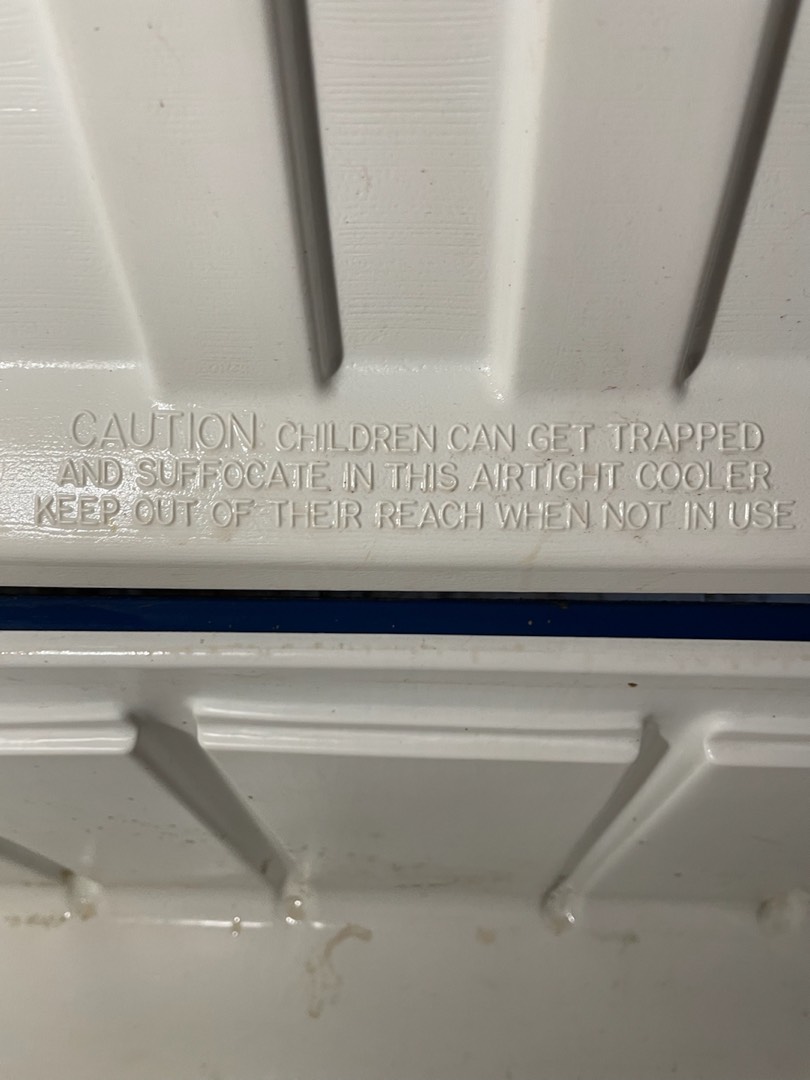 CAUTION CHILDREN CAN GET TRAPPED
AND SUFFOCATE IN THIS AIRTIGHT COOLER
KEEP OUT OF THEIR REACH WHEN NOT IN USE